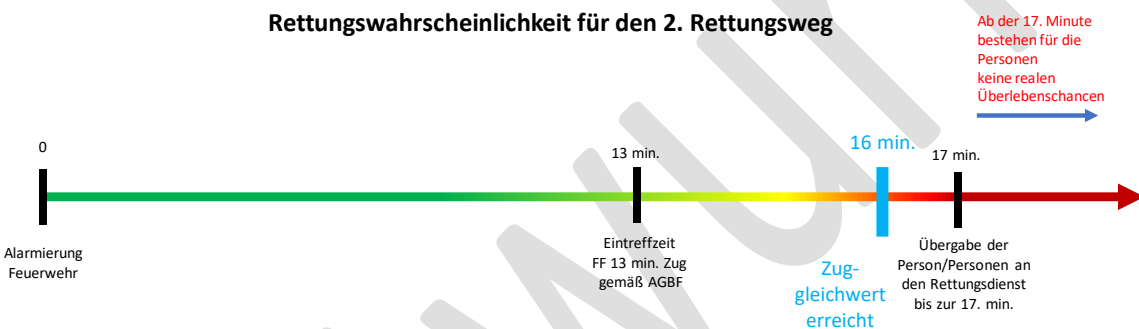 Rettungswahrscheinlichkeit für den 2. Rettungsweg
Ab der 17. Minute
bestehen für die
Personen
keine realen
Überlebenschancen
0
13 min.
16 min.
17 min.
Alarmierung
Feuerwehr
Eintreffzeit
FF 13 min. Zug
gemäß AGBF
Zug-
gleichwert
erreicht
Übergabe der
Person/Personen an
den Rettungsdienst
bis zur 17. min.